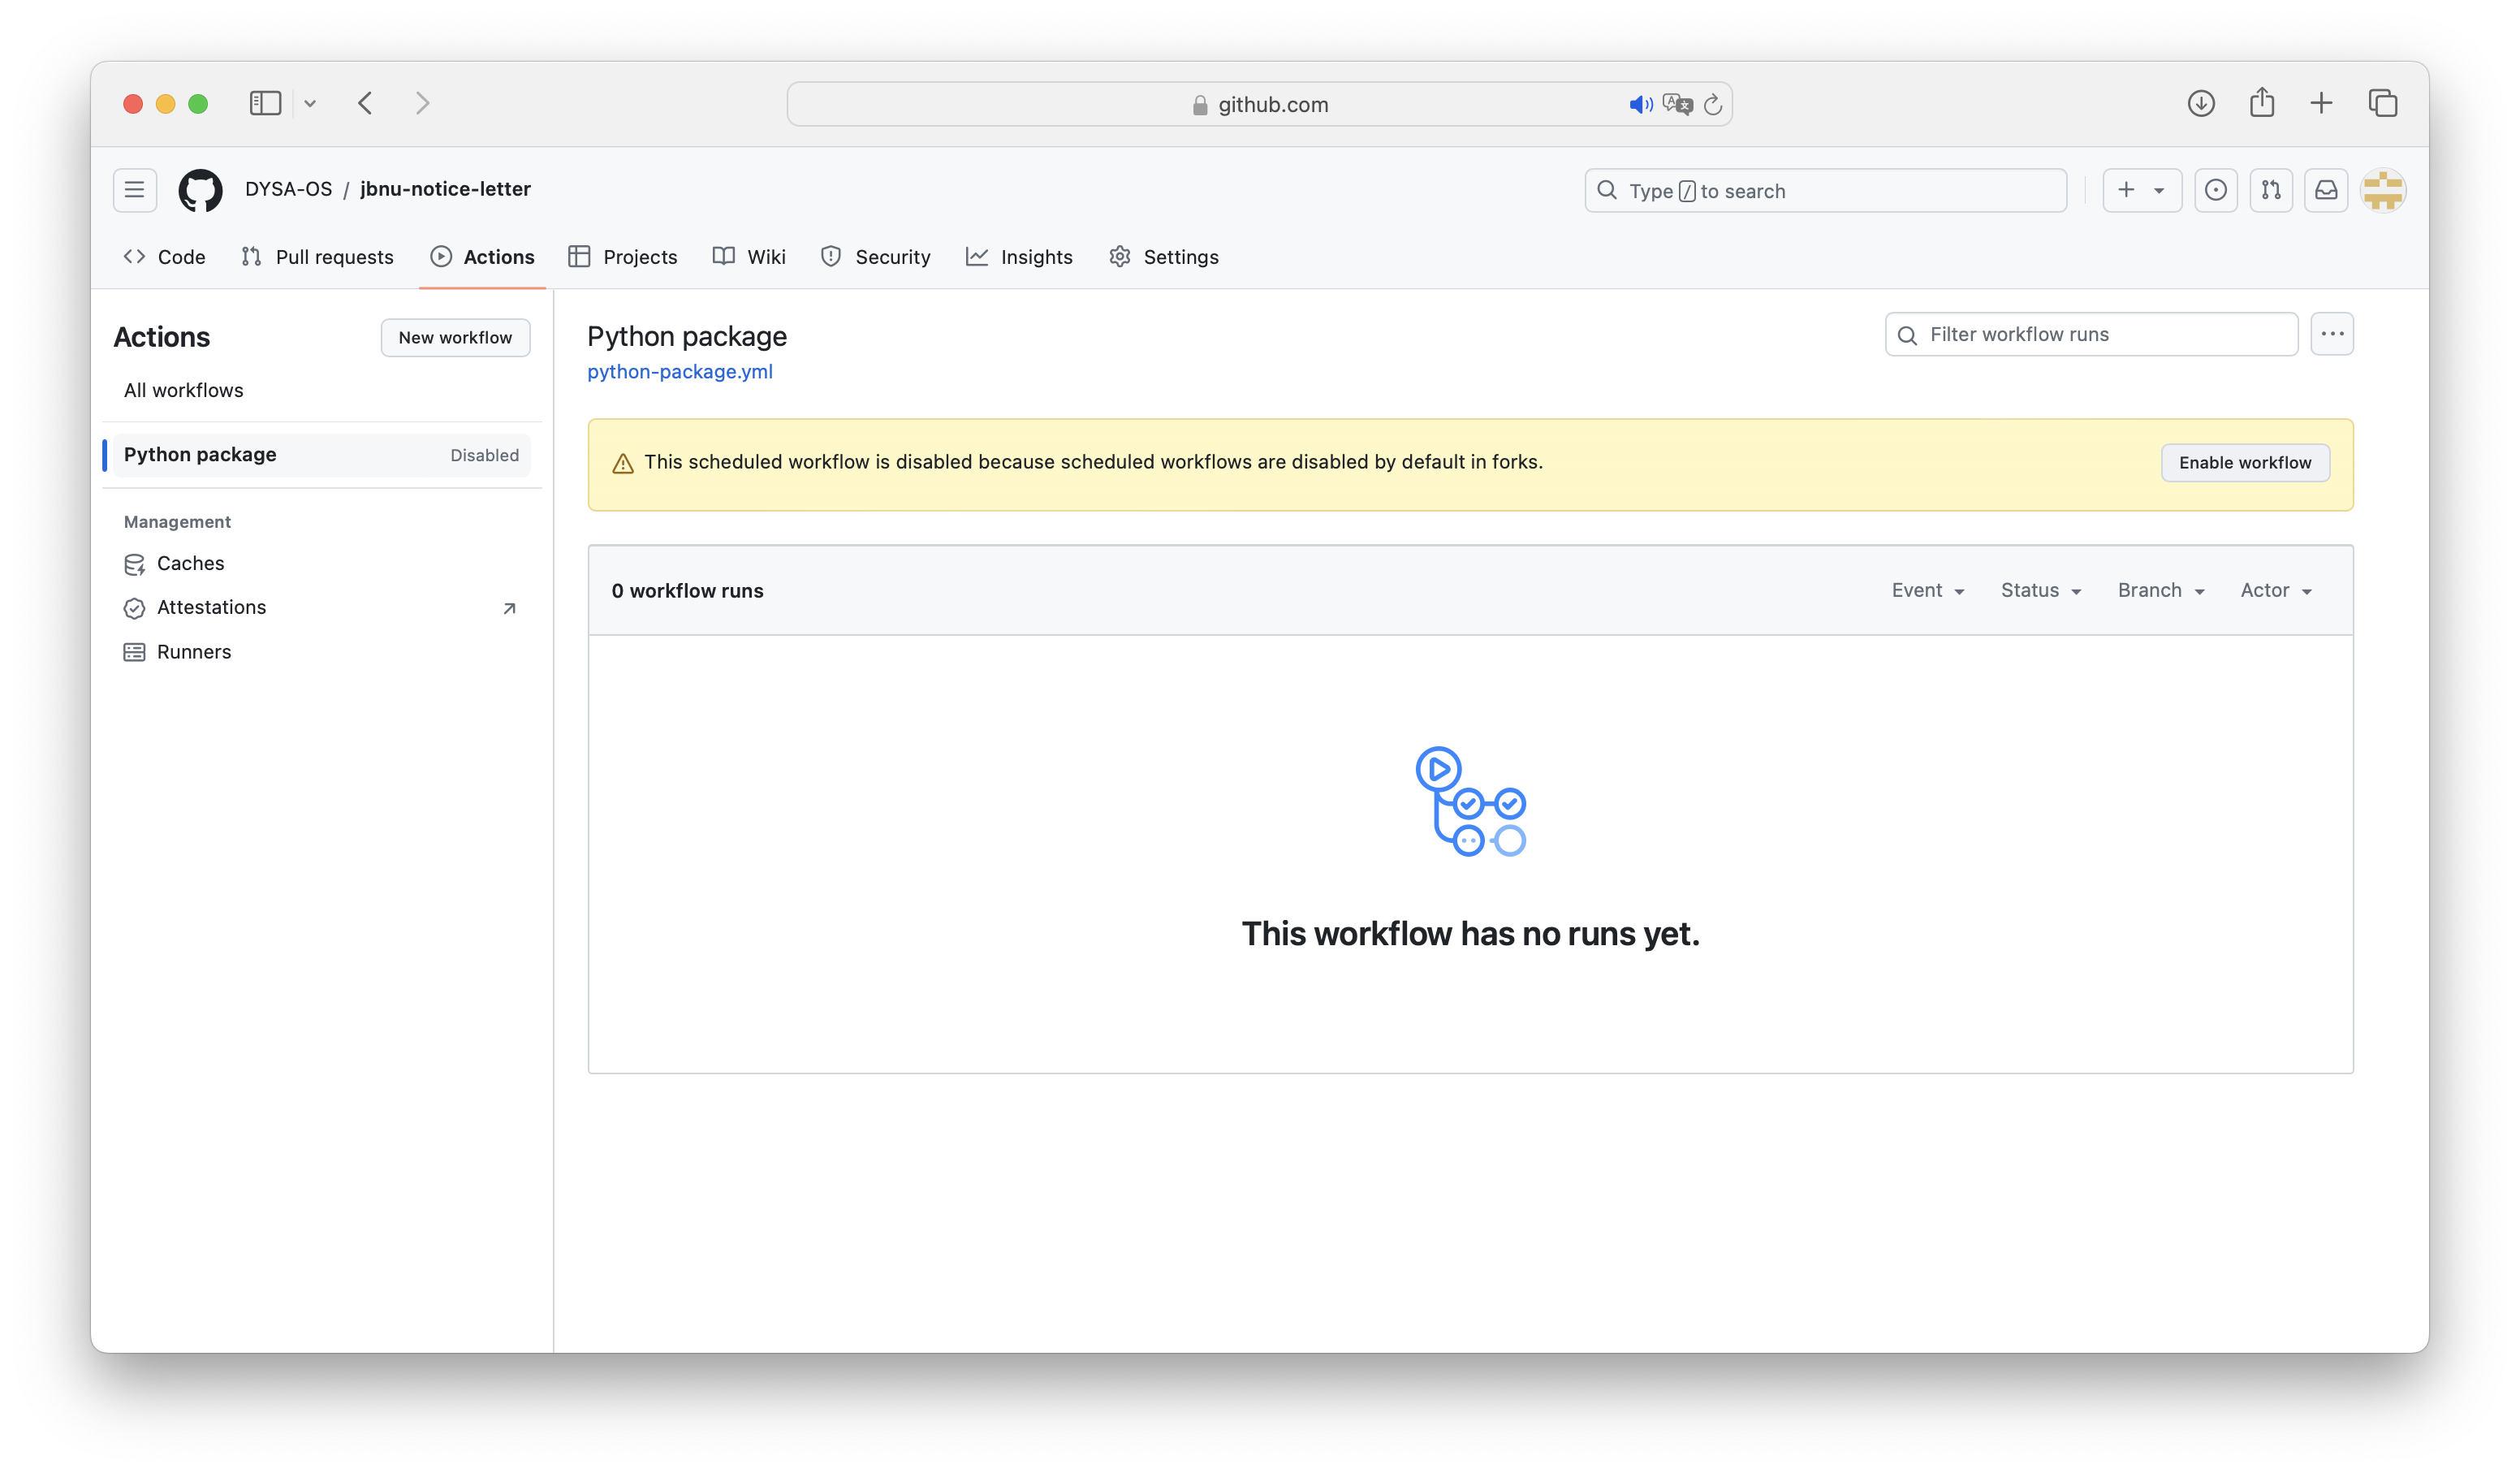 github.com
DYSA-OS / jbnu-notice-letter
Type / to search
Code Pull requests Actions Projects Wiki Security Insights Settings
Actions
New workflow
All workflows
Python package Disabled
Management
Caches
Attestations
Runners
Python package
python-package.yml
Filter workflow runs
This scheduled workflow is disabled because scheduled workflows are disabled by default in forks.
Enable workflow
0 workflow runs
Event Status Branch Actor
This workflow has no runs yet.